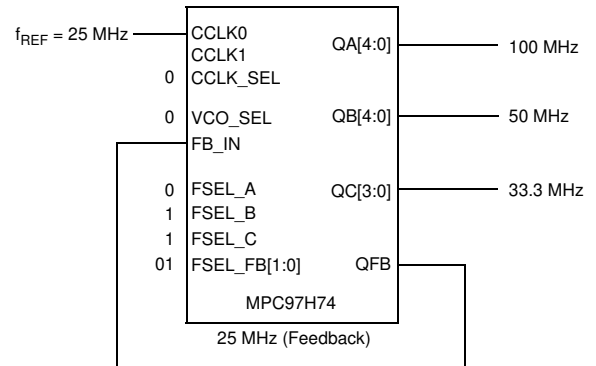 f_REF = 25 MHz CCLK0 QA[4:0] 100 MHz
CCLK1
0 CCLK_SEL
0 VCO_SEL QB[4:0] 50 MHz
FB_IN
0 FSEL_A QC[3:0] 33.3 MHz
1 FSEL_B
1 FSEL_C
01 FSEL_FB[1:0] QFB
MPC97H74
25 MHz (Feedback)